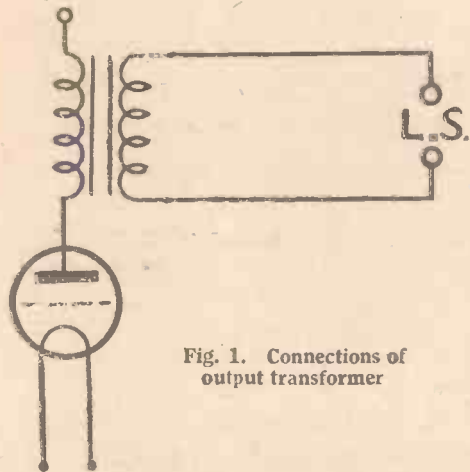 L.S.
Fig. 1. Connections of
output transformer